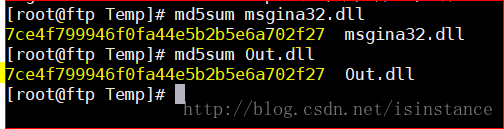 [root@ftp Temp]# md5sum msgina32.dll
7ce4f799946f0fa44e5b2b5e6a702f27  msgina32.dll
[root@ftp Temp]# md5sum Out.dll
7ce4f799946f0fa44e5b2b5e6a702f27  Out.dll
[root@ftp Temp]#
http://blog.csdn.net/isinstance